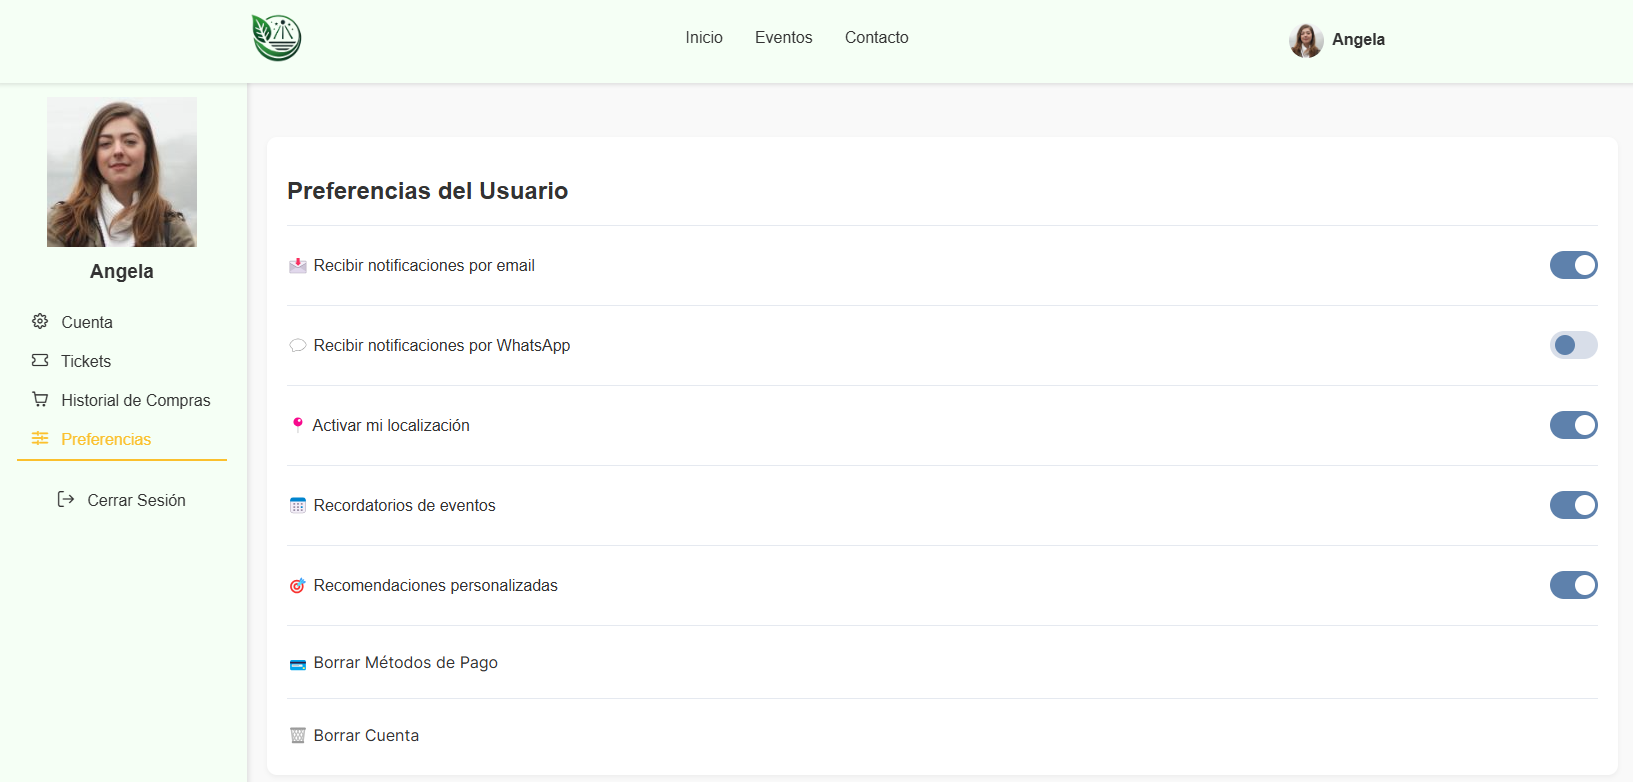 Inicio
Eventos
Contacto
Angela
Angela
Cuenta
Tickets
Historial de Compras
Preferencias
Cerrar Sesión
Preferencias del Usuario
Recibir notificaciones por email
Recibir notificaciones por WhatsApp
Activar mi localización
Recordatorios de eventos
Recomendaciones personalizadas
Borrar Métodos de Pago
Borrar Cuenta